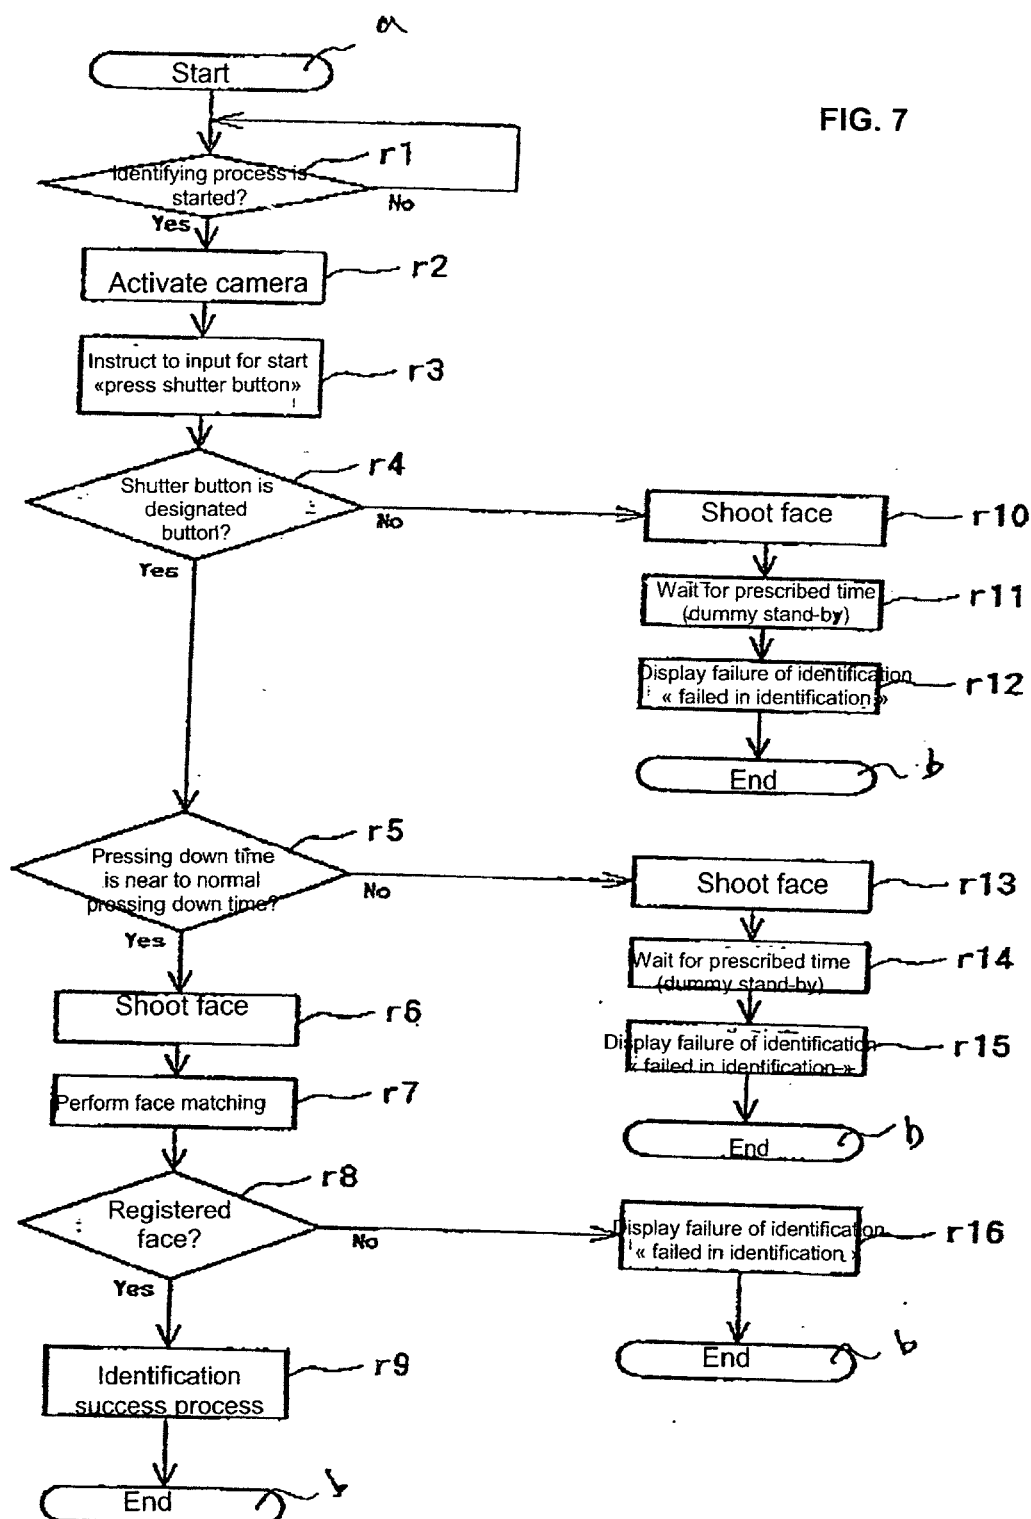 a
Start
FIG. 7
r1
Identifying process is
started?
No
Yes
r2
Activate camera
r3
Instruct to input for start
«press shutter button»
r4
Shutter button is
designated
button?
No
Yes
Shoot face
r10
Wait for prescribed time
(dummy stand-by)
r11
Display failure of identification
« failed in identification »
r12
End
b
r5
Pressing down time
is near to normal
pressing down time?
No
Yes
Shoot face
r13
Wait for prescribed time
(dummy stand-by)
r14
Display failure of identification
« failed in identification »
r15
End
b
Shoot face
r6
Perform face matching
r7
r8
Registered
face?
No
Yes
Display failure of identification
« failed in identification »
r16
End
b
Identification
success process
r9
End
b